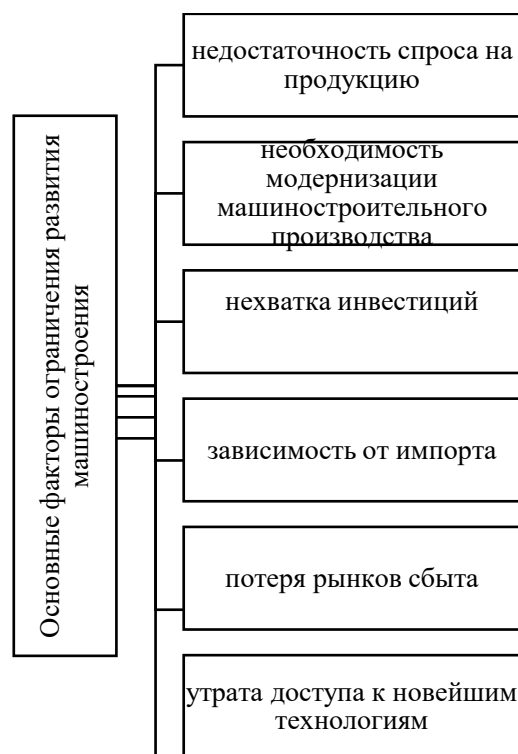 Основные факторы ограничения развития
машиностроения
недостаточность спроса на
продукцию
необходимость
модернизации
машиностроительного
производства
нехватка инвестиций
зависимость от импорта
потеря рынков сбыта
утрата доступа к новейшим
технологиям